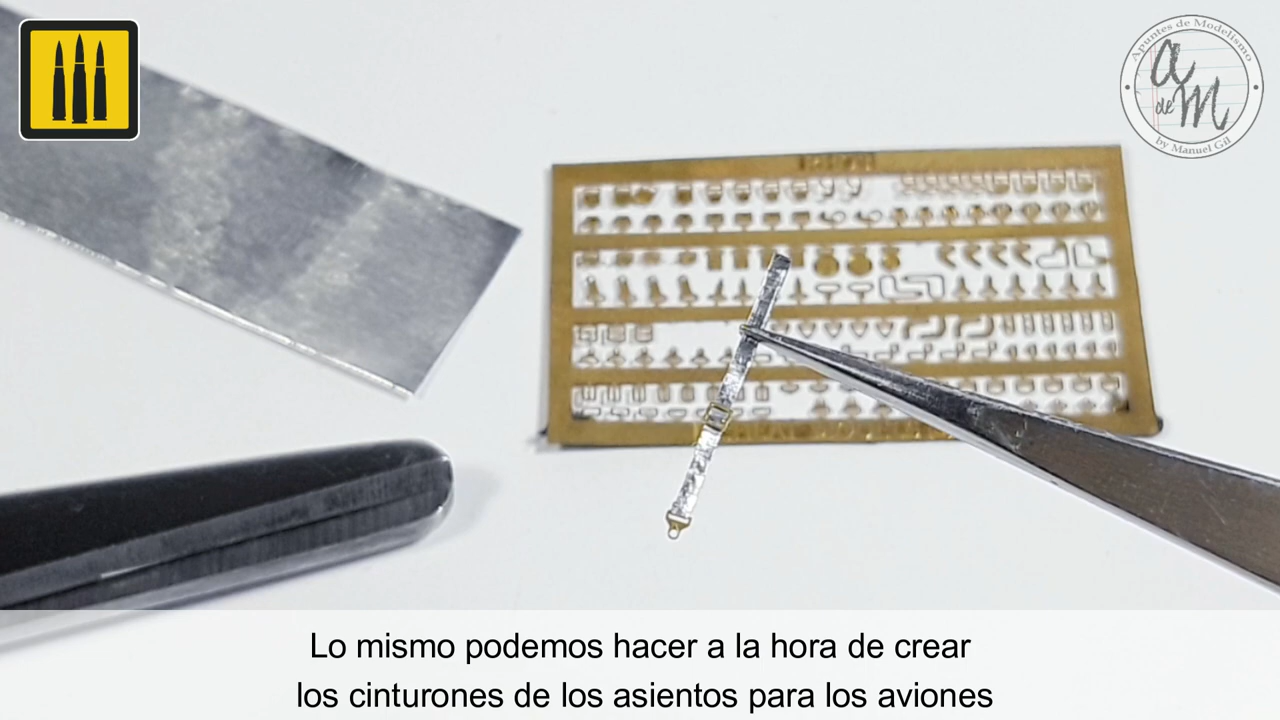 Apuntes de Modelismo
a de M
by Manuel Gil
Lo mismo podemos hacer a la hora de crear
los cinturones de los asientos para los aviones